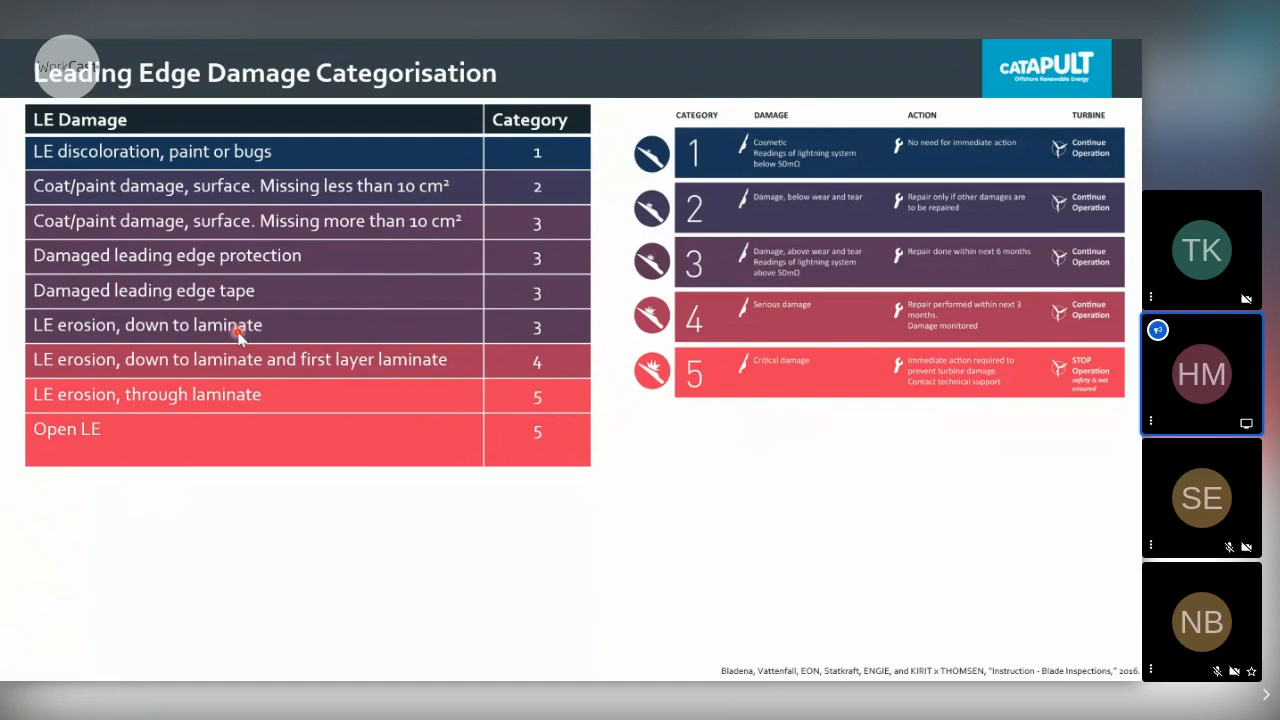 WorkCast
Leading Edge Damage Categorisation
CATAPULT
Offshore Renewable Energy
LE Damage Category
LE discoloration, paint or bugs 1
Coat/paint damage, surface. Missing less than 10 cm² 2
Coat/paint damage, surface. Missing more than 10 cm² 3
Damaged leading edge protection 3
Damaged leading edge tape 3
LE erosion, down to laminate 3
LE erosion, down to laminate and first layer laminate 4
LE erosion, through laminate 5
Open LE 5
CATEGORY DAMAGE ACTION TURBINE
1
Cosmetic
Readings of lightning system
below 50mΩ
No need for immediate action
Continue
Operation
2
Damage, below wear and tear
Repair only if other damages are
to be repaired
Continue
Operation
3
Damage, above wear and tear
Readings of lightning system
above 50mΩ
Repair done within next 6 months
Continue
Operation
4
Serious damage
Repair performed within next 3
months.
Damage monitored
Continue
Operation
5
Critical damage
Immediate action required to
prevent turbine damage.
Contact technical support
STOP
Operation
safety is not
ensured
Bladena, Vattenfall, EON, Statkraft, ENGIE, and KIRIT x THOMSEN, "Instruction - Blade Inspections," 2016.
TK
HM
SE
NB